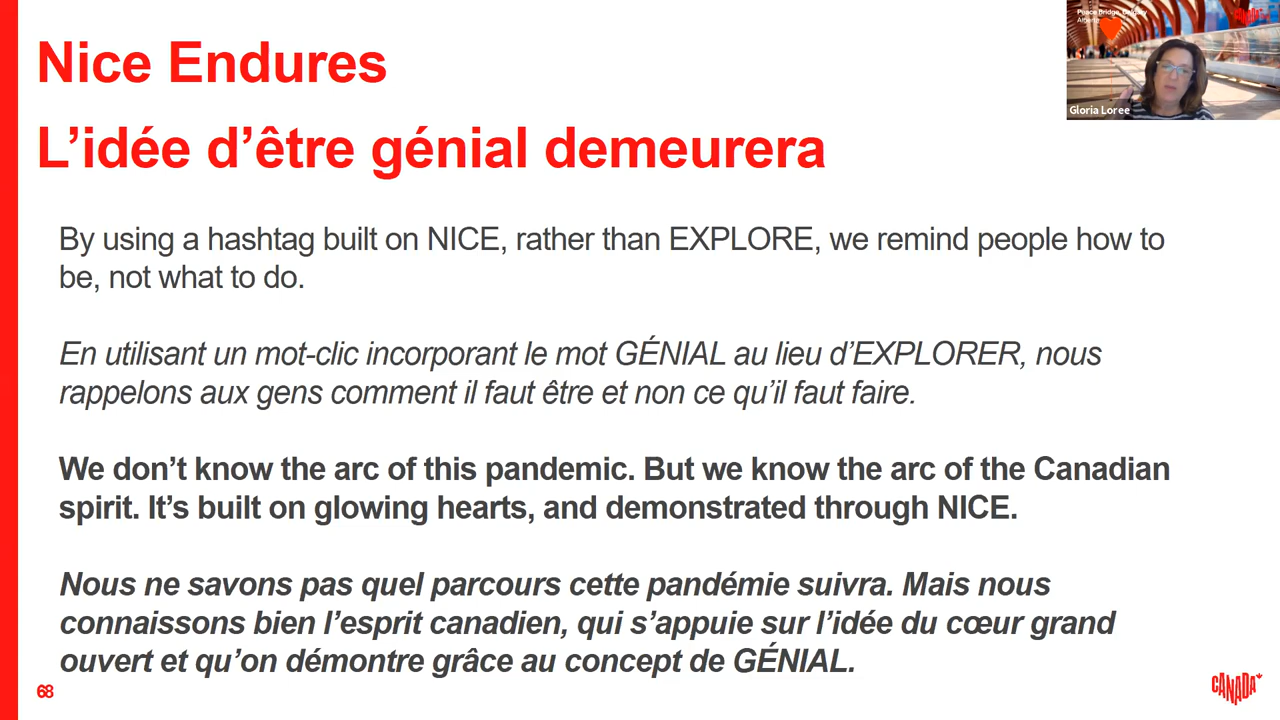 Nice Endures
L’idée d’être génial demeurera
Peace Bridge, Calgary
Alberta
CANADA
Gloria Loree
By using a hashtag built on NICE, rather than EXPLORE, we remind people how to
be, not what to do.
En utilisant un mot-clic incorporant le mot GÉNIAL au lieu d’EXPLORER, nous
rappelons aux gens comment il faut être et non ce qu’il faut faire.
We don’t know the arc of this pandemic. But we know the arc of the Canadian
spirit. It’s built on glowing hearts, and demonstrated through NICE.
Nous ne savons pas quel parcours cette pandémie suivra. Mais nous
connaissons bien l’esprit canadien, qui s’appuie sur l’idée du cœur grand
ouvert et qu’on démontre grâce au concept de GÉNIAL.
68
CANADA